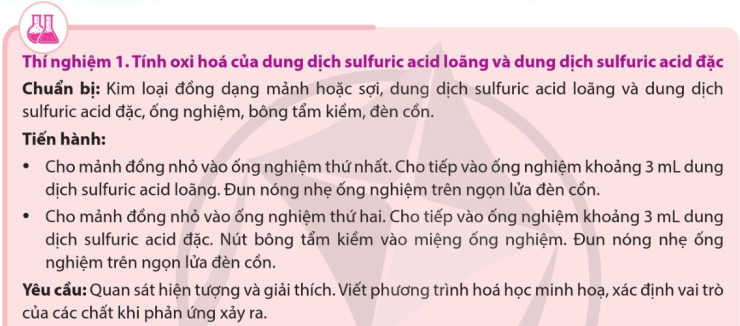 Thí nghiệm 1. Tính oxi hoá của dung dịch sulfuric acid loãng và dung dịch sulfuric acid đặc
Chuẩn bị: Kim loại đồng dạng mảnh hoặc sợi, dung dịch sulfuric acid loãng và dung dịch
sulfuric acid đặc, ống nghiệm, bông tẩm kiềm, đèn cồn.
Tiến hành:
• Cho mảnh đồng nhỏ vào ống nghiệm thứ nhất. Cho tiếp vào ống nghiệm khoảng 3 mL dung
dịch sulfuric acid loãng. Đun nóng nhẹ ống nghiệm trên ngọn lửa đèn cồn.
• Cho mảnh đồng nhỏ vào ống nghiệm thứ hai. Cho tiếp vào ống nghiệm khoảng 3 mL dung
dịch sulfuric acid đặc. Nút bông tẩm kiềm vào miệng ống nghiệm. Đun nóng nhẹ ống
nghiệm trên ngọn lửa đèn cồn.
Yêu cầu: Quan sát hiện tượng và giải thích. Viết phương trình hoá học minh hoạ, xác định vai trò
của các chất khi phản ứng xảy ra.